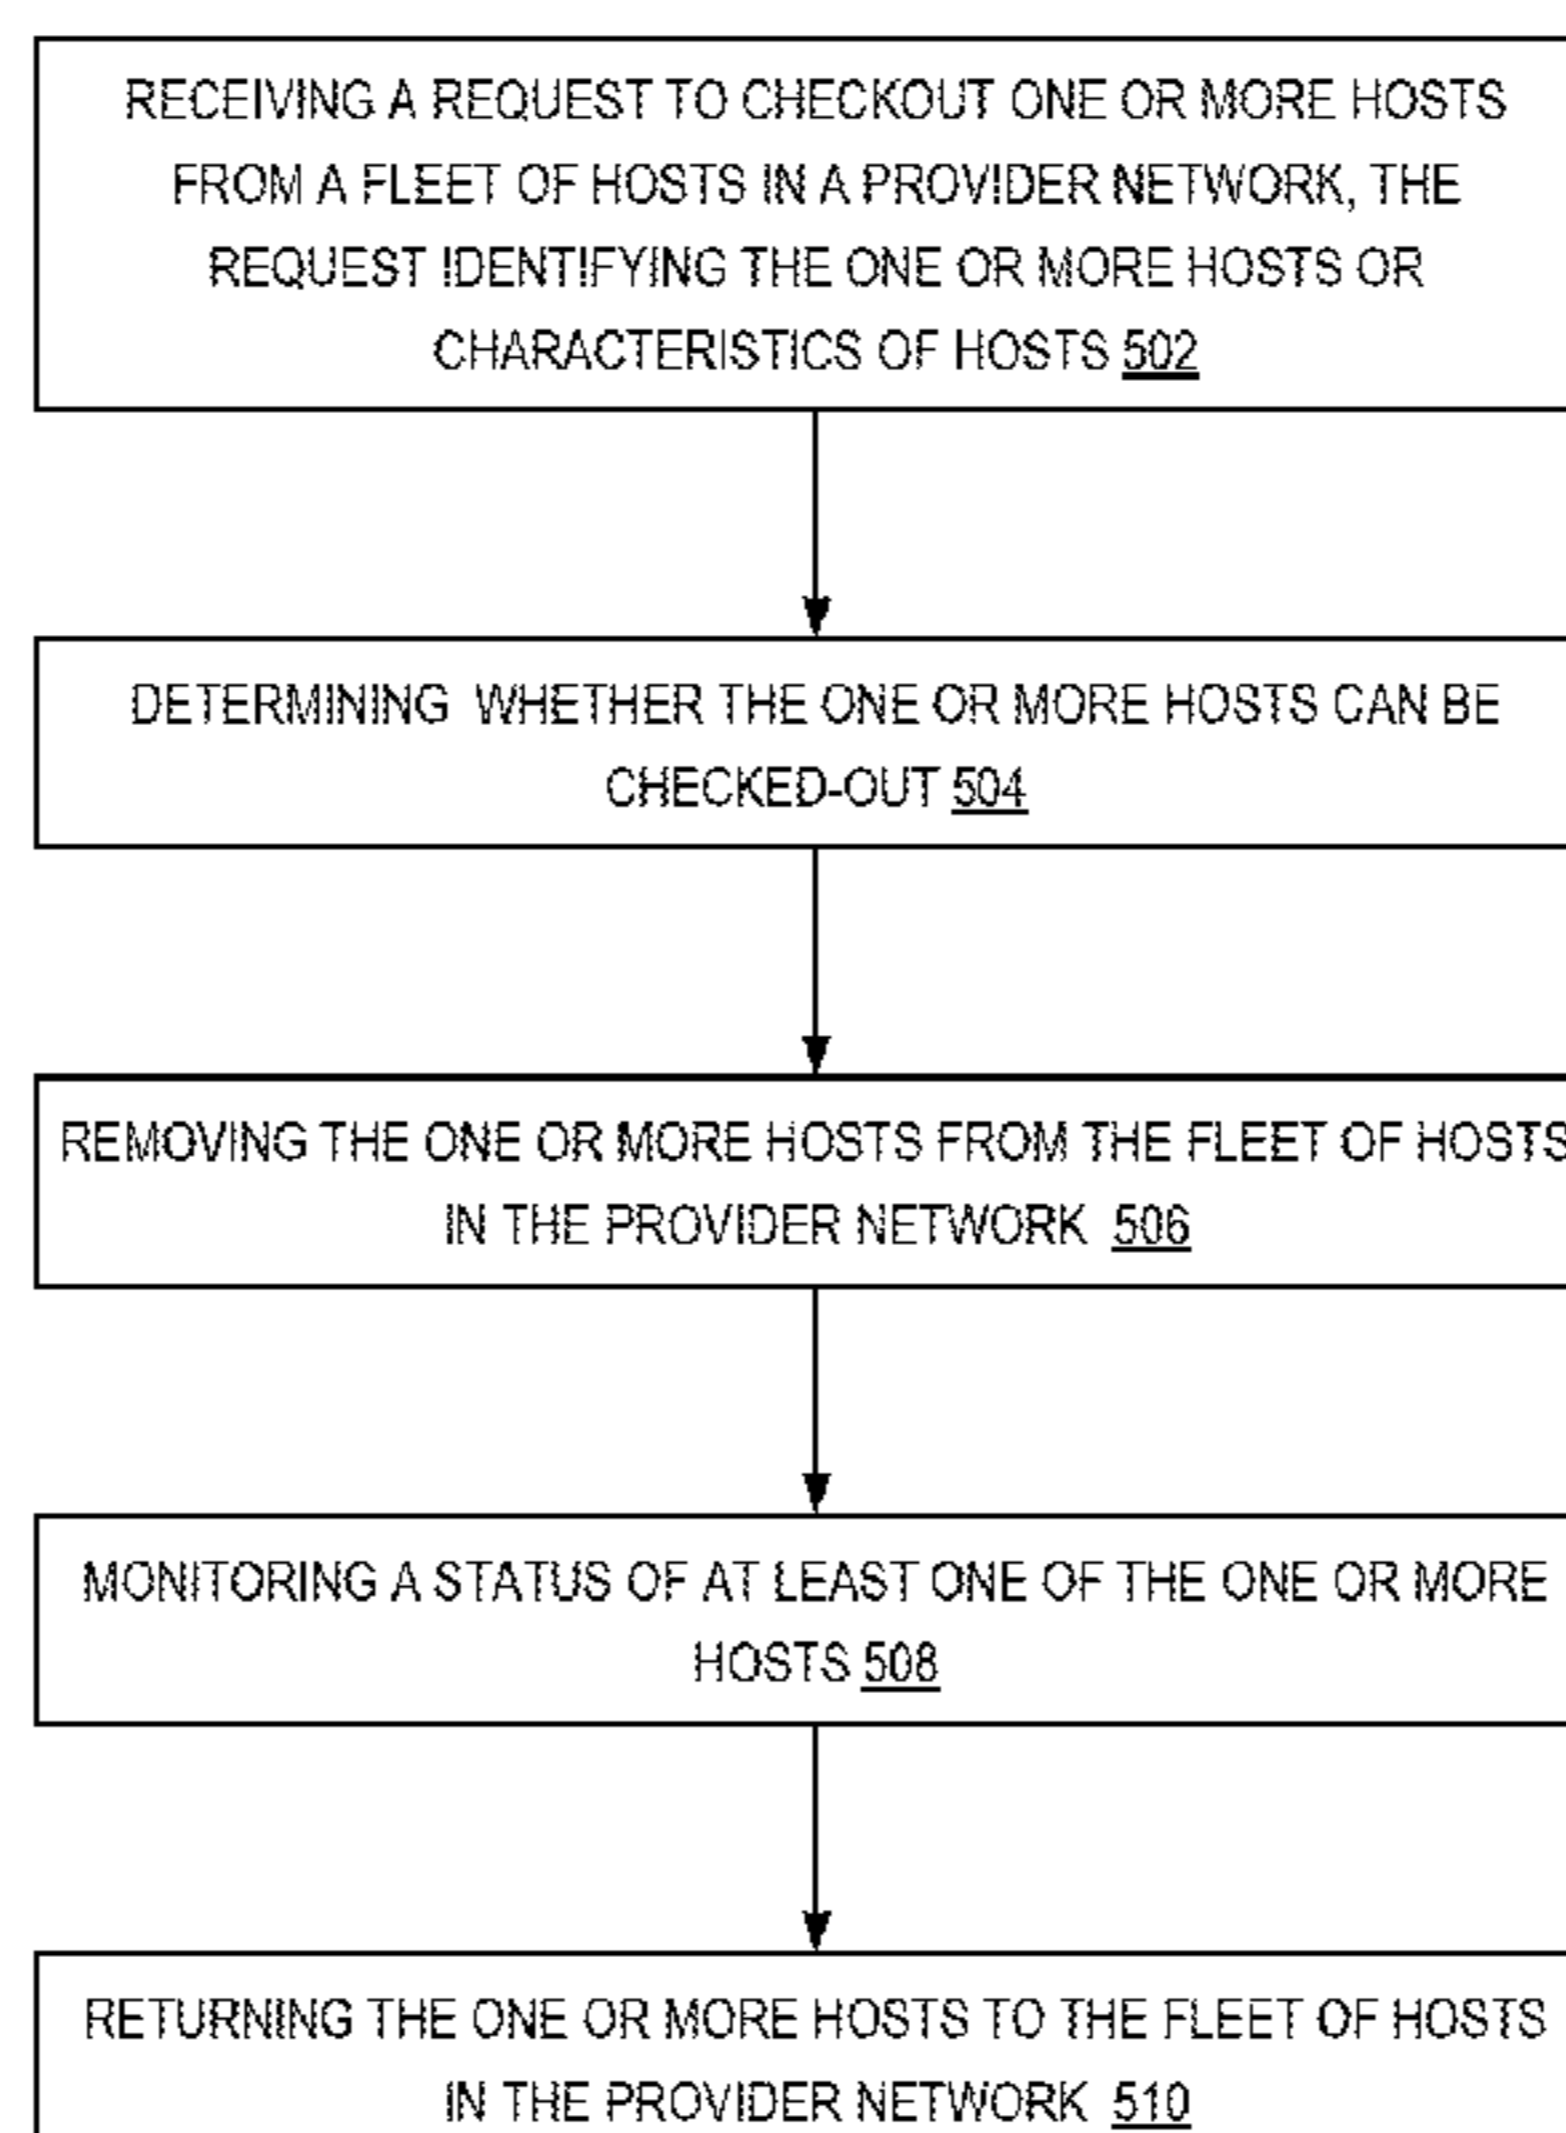 RECEIVING A REQUEST TO CHECKOUT ONE OR MORE HOSTS
FROM A FLEET OF HOSTS IN A PROVIDER NETWORK, THE
REQUEST IDENTIFYING THE ONE OR MORE HOSTS OR
CHARACTERISTICS OF HOSTS 502
DETERMINING WHETHER THE ONE OR MORE HOSTS CAN BE
CHECKED-OUT 504
REMOVING THE ONE OR MORE HOSTS FROM THE FLEET OF HOSTS
IN THE PROVIDER NETWORK 506
MONITORING A STATUS OF AT LEAST ONE OF THE ONE OR MORE
HOSTS 508
RETURNING THE ONE OR MORE HOSTS TO THE FLEET OF HOSTS
IN THE PROVIDER NETWORK 510